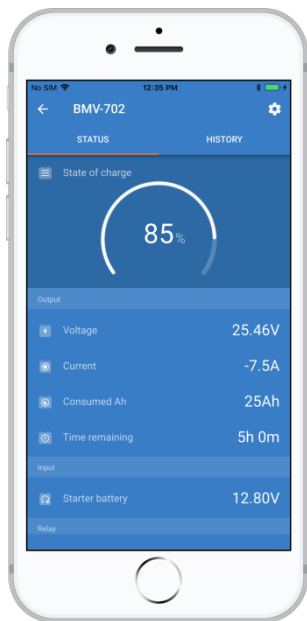 No SIM 12:35 PM
BMV-702
STATUS HISTORY
State of charge
85%
Output
Voltage 25.46V
Current -7.5A
Consumed Ah 25Ah
Time remaining 5h 0m
Input
Starter battery 12.80V
Relay